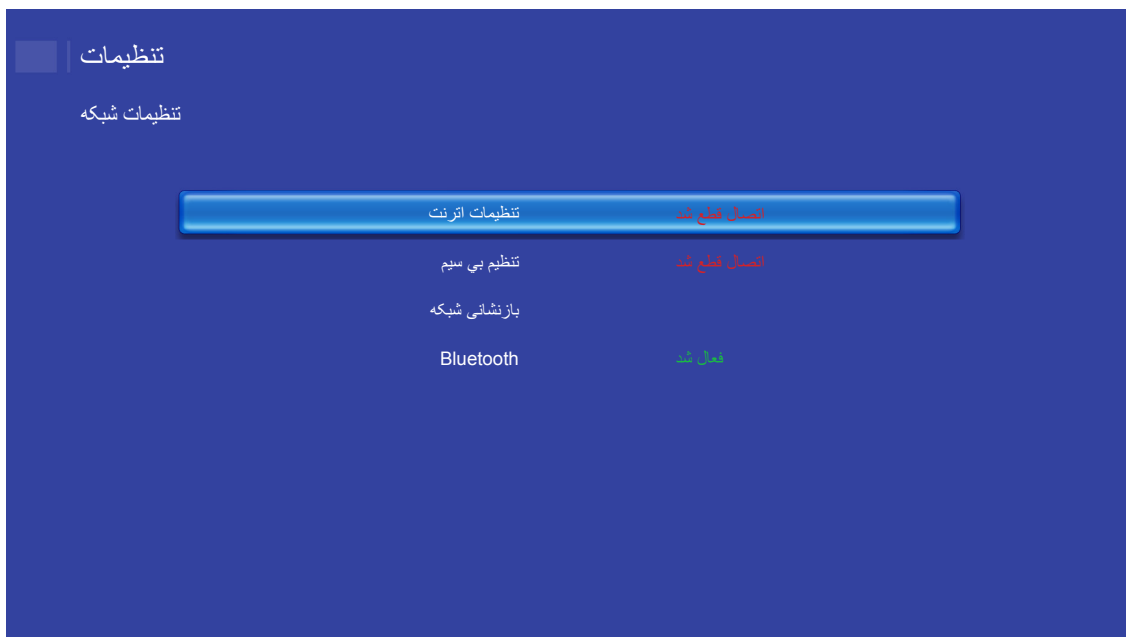 تنظیمات
تنظیمات شبکه
تنظیمات اترنت اتصال قطع شد
تنظیم بي سیم اتصال قطع شد
بازنشانی شبکه
Bluetooth فعال شد